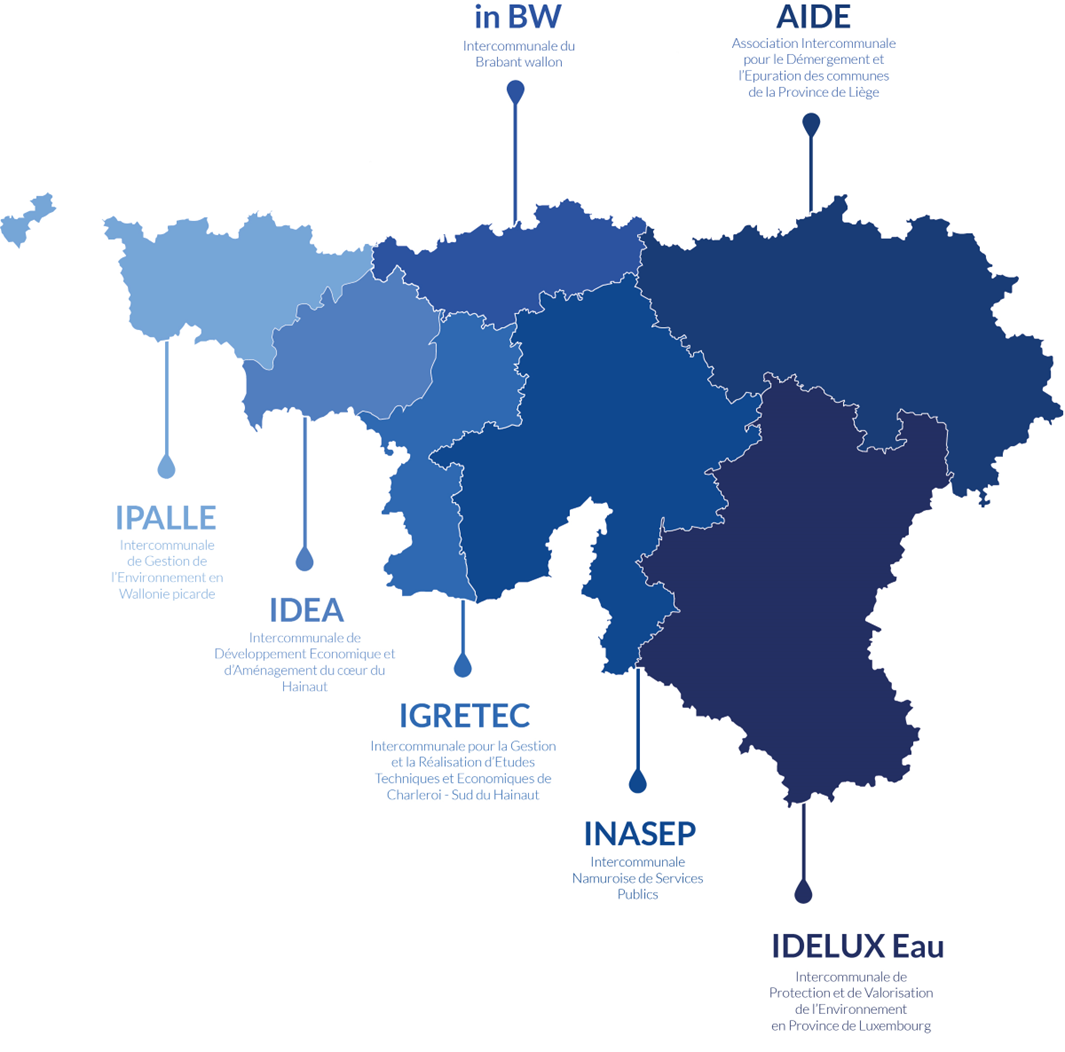 in BW
Intercommunale du
Brabant wallon
AIDE
Association Intercommunale
pour le Démergement et
l'Epuration des communes
de la Province de Liège
IPALLE
Intercommunale
de Gestion de
l'Environnement en
Wallonie picarde
IDEA
Intercommunale de
Développement Economique et
d'Aménagement du cœur du
Hainaut
IGRETEC
Intercommunale pour la Gestion
et la Réalisation d'Etudes
Techniques et Economiques de
Charleroi - Sud du Hainaut
INASEP
Intercommunale
Namuroise de Services
Publics
IDELUX Eau
Intercommunale de
Protection et de Valorisation
de l'Environnement
en Province de Luxembourg